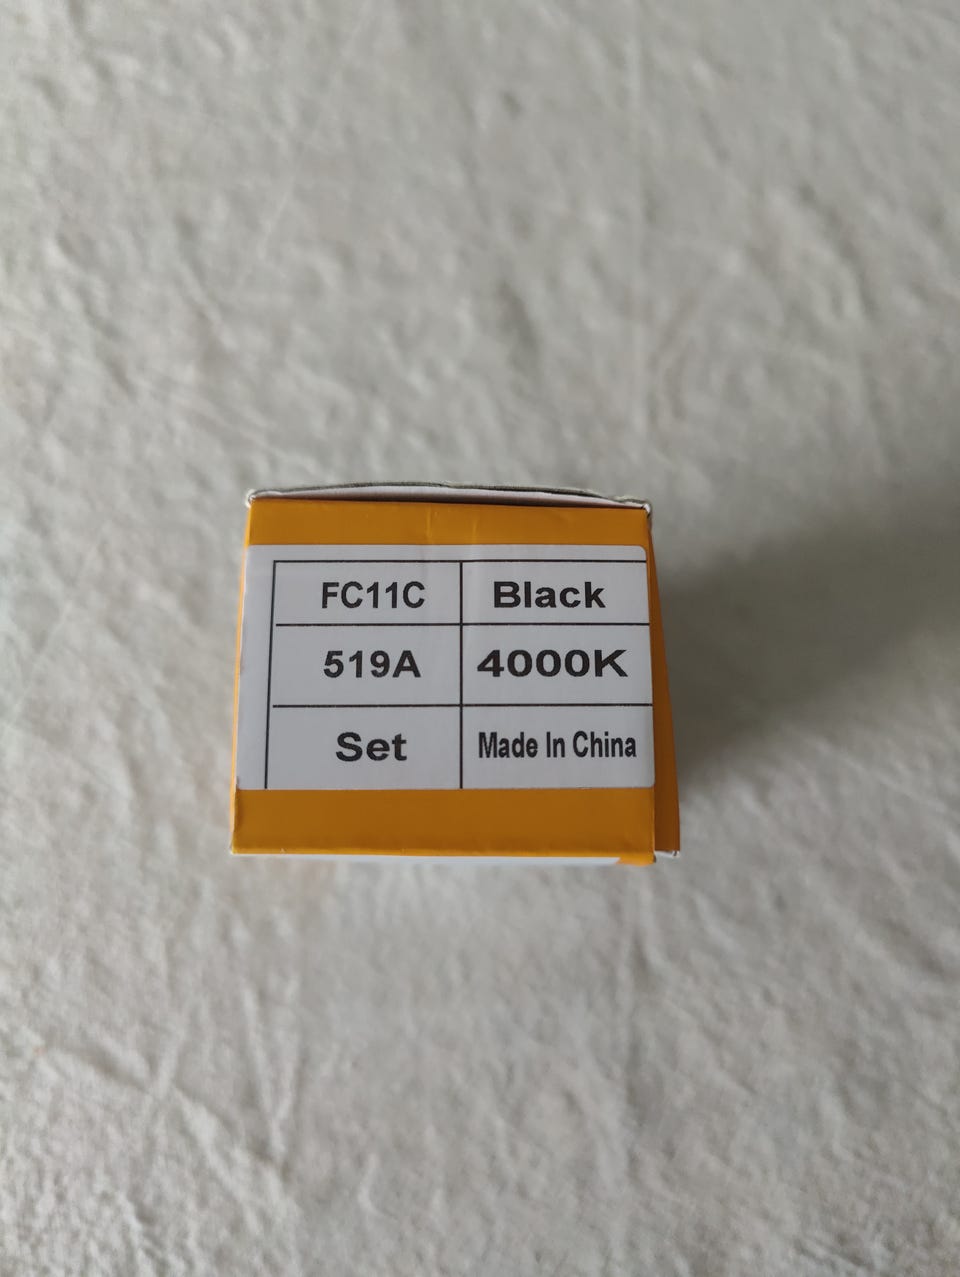 FC11C Black
519A 4000K
Set Made In China